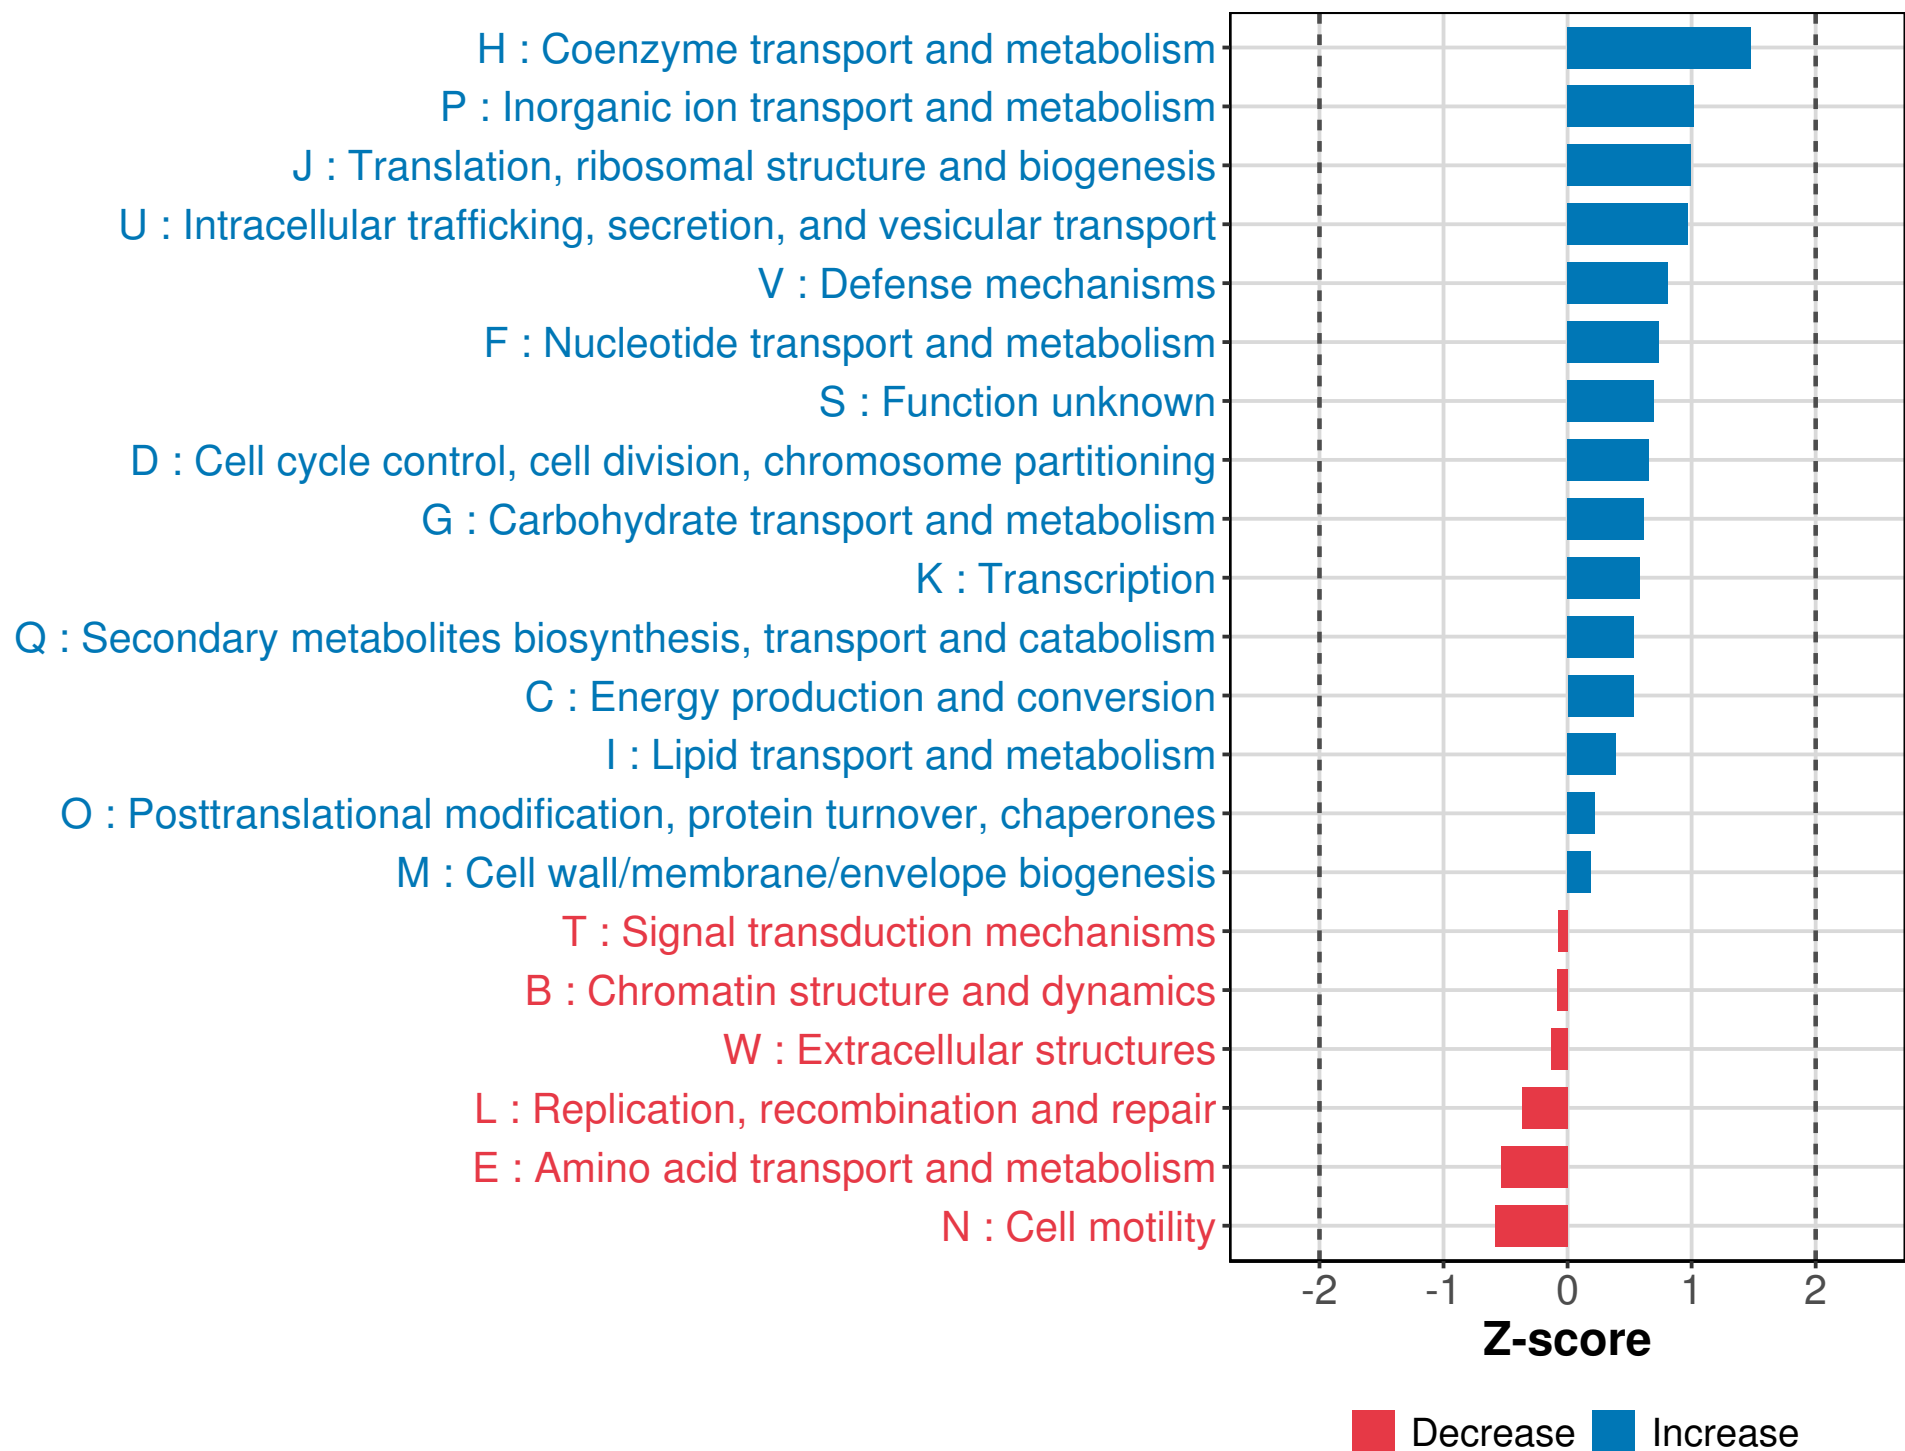 H : Coenzyme transport and metabolism
P : Inorganic ion transport and metabolism
J : Translation, ribosomal structure and biogenesis
U : Intracellular trafficking, secretion, and vesicular transport
V : Defense mechanisms
F : Nucleotide transport and metabolism
S : Function unknown
D : Cell cycle control, cell division, chromosome partitioning
G : Carbohydrate transport and metabolism
K : Transcription
Q : Secondary metabolites biosynthesis, transport and catabolism
C : Energy production and conversion
I : Lipid transport and metabolism
O : Posttranslational modification, protein turnover, chaperones
M : Cell wall/membrane/envelope biogenesis
T : Signal transduction mechanisms
B : Chromatin structure and dynamics
W : Extracellular structures
L : Replication, recombination and repair
E : Amino acid transport and metabolism
N : Cell motility
-2 -1 0 1 2
Z-score
Decrease Increase